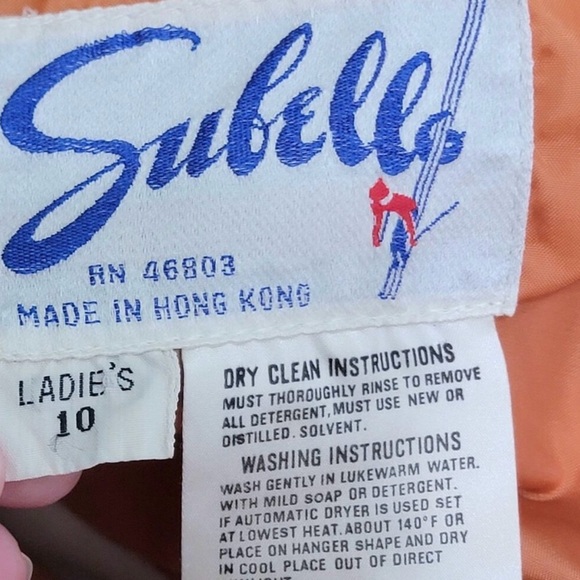 Subello
RN 46803
MADE IN HONG KONG
LADIE'S
10
DRY CLEAN INSTRUCTIONS
MUST THOROUGHLY RINSE TO REMOVE
ALL DETERGENT, MUST USE NEW OR
DISTILLED. SOLVENT.
WASHING INSTRUCTIONS
WASH GENTLY IN LUKEWARM WATER.
WITH MILD SOAP OR DETERGENT.
IF AUTOMATIC DRYER IS USED SET
AT LOWEST HEAT. ABOUT 140°F OR
PLACE ON HANGER SHAPE AND DRY
IN COOL PLACE OUT OF DIRECT